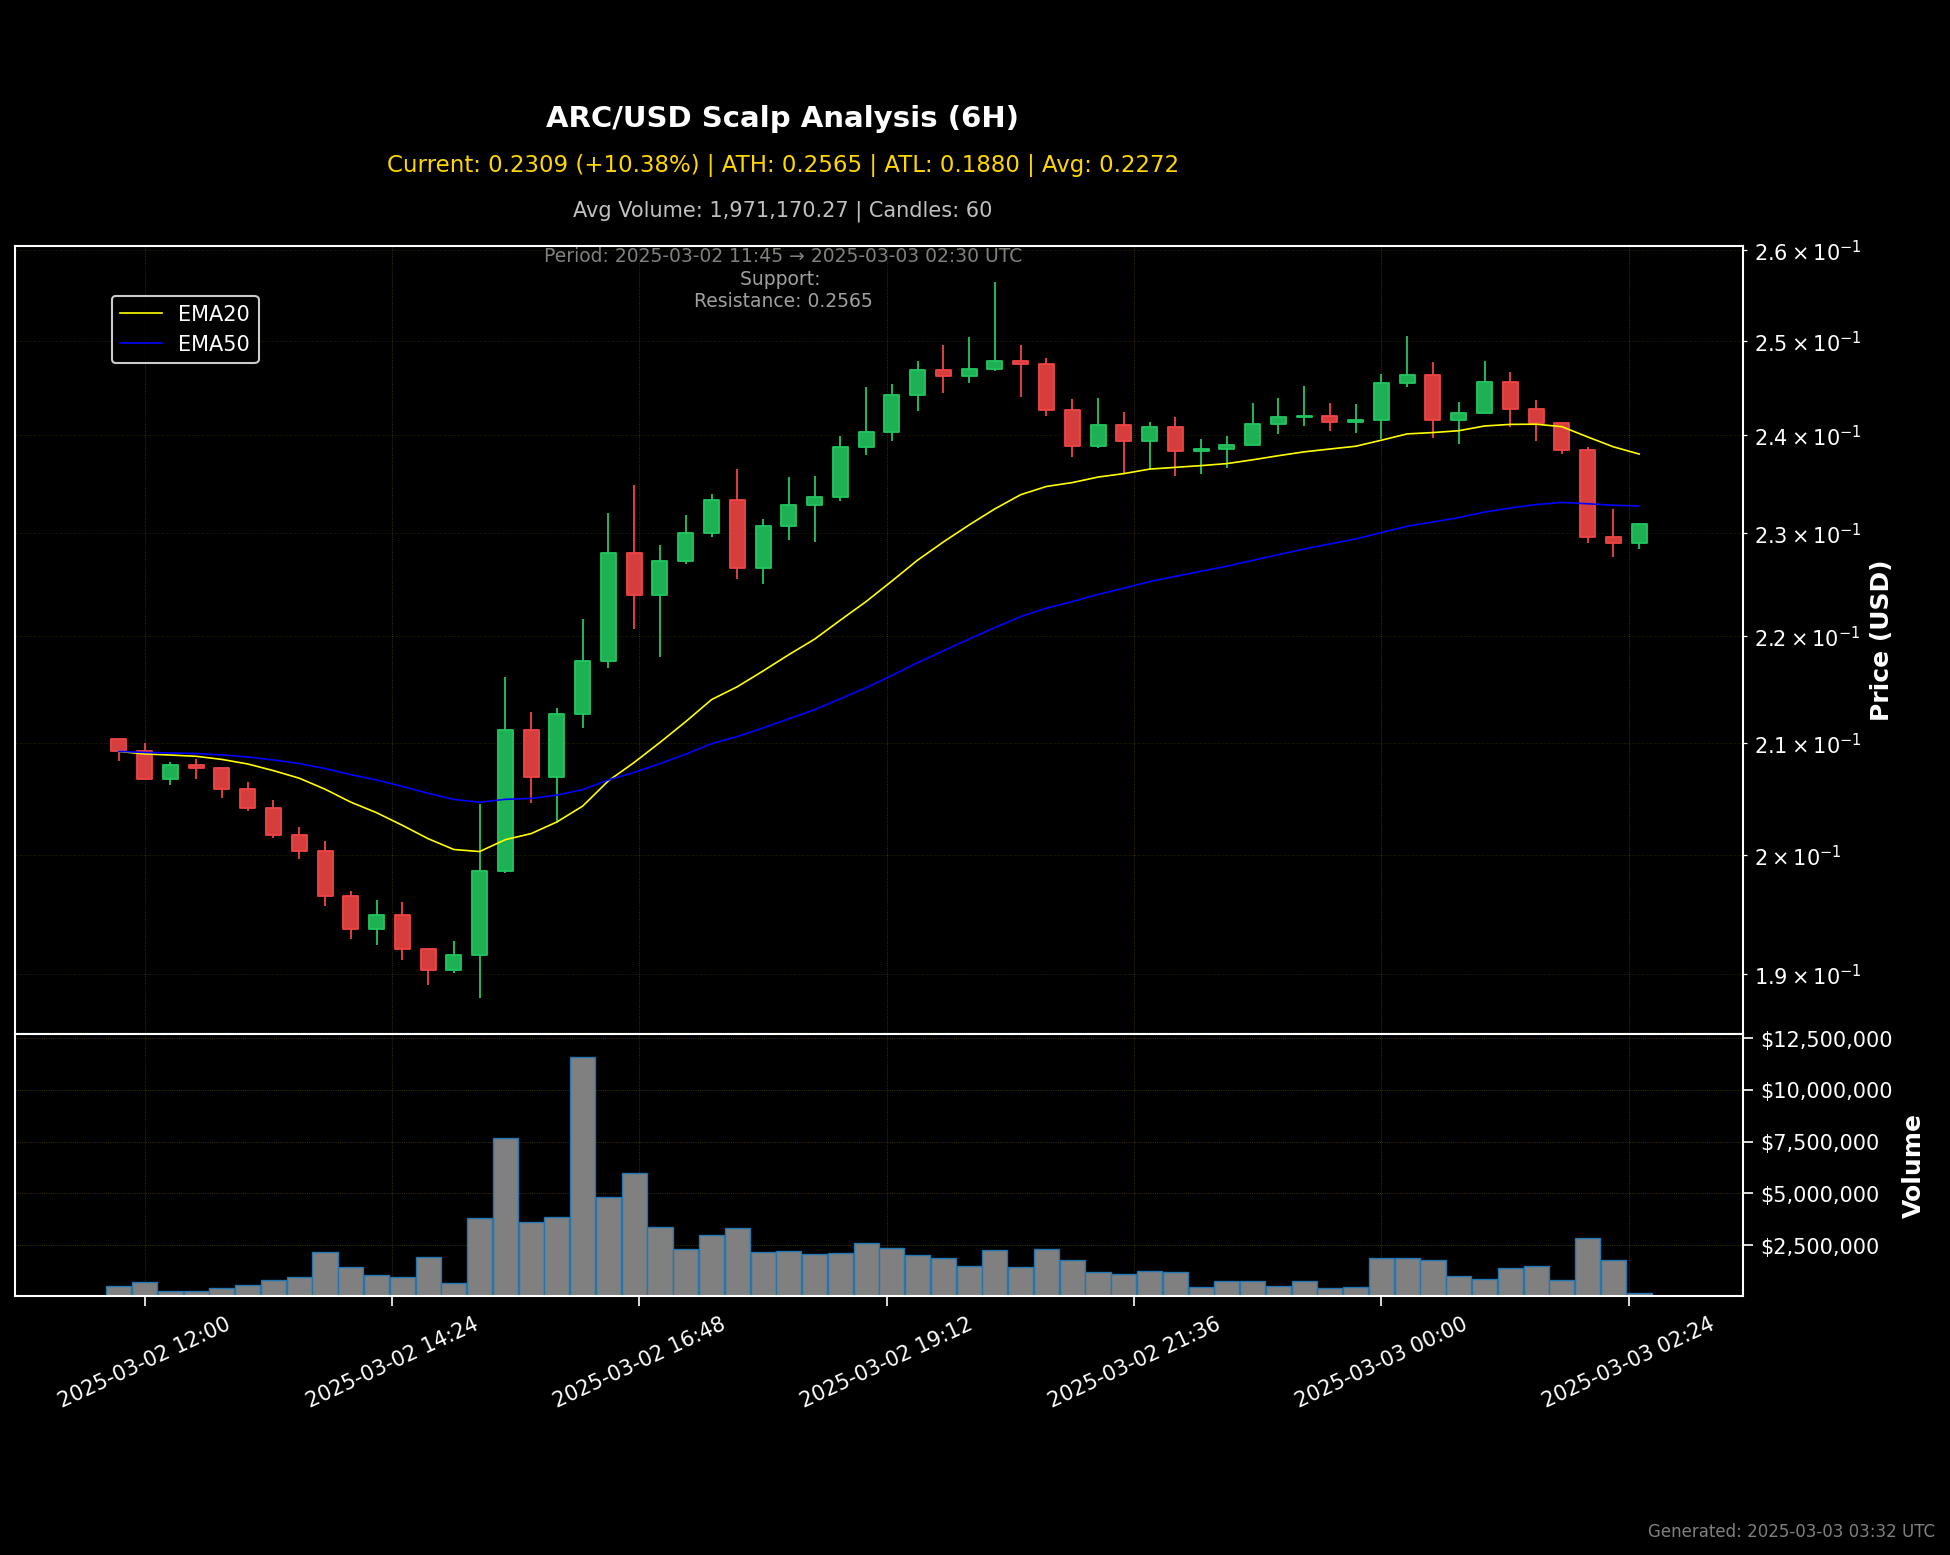 ARC/USD Scalp Analysis (6H)
Current: 0.2309 (+10.38%) | ATH: 0.2565 | ATL: 0.1880 | Avg: 0.2272
Avg Volume: 1,971,170.27 | Candles: 60
Period: 2025-03-02 11:45 → 2025-03-03 02:30 UTC
Support:
Resistance: 0.2565
EMA20
EMA50
2.6 × 10⁻¹
2.5 × 10⁻¹
2.4 × 10⁻¹
2.3 × 10⁻¹
2.2 × 10⁻¹
2.1 × 10⁻¹
2 × 10⁻¹
1.9 × 10⁻¹
Price (USD)
$12,500,000
$10,000,000
$7,500,000
$5,000,000
$2,500,000
Volume
2025-03-02 12:00
2025-03-02 14:24
2025-03-02 16:48
2025-03-02 19:12
2025-03-02 21:36
2025-03-03 00:00
2025-03-03 02:24
Generated: 2025-03-03 03:32 UTC